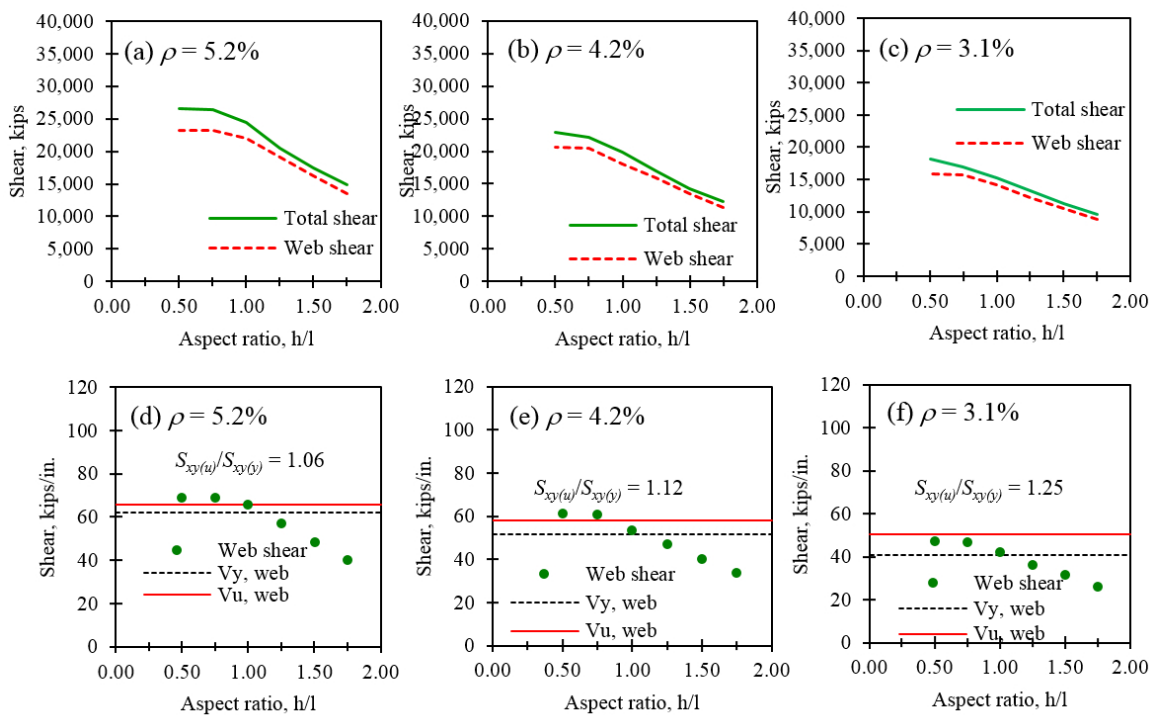 (a) ρ = 5.2%
40,000
35,000
30,000
25,000
20,000
15,000
10,000
5,000
0
Shear, kips
Total shear
Web shear
0.00 0.50 1.00 1.50 2.00
Aspect ratio, h/l
(b) ρ = 4.2%
40,000
35,000
30,000
25,000
20,000
15,000
10,000
5,000
0
Shear, kips
Total shear
Web shear
0.00 0.50 1.00 1.50 2.00
Aspect ratio, h/l
(c) ρ = 3.1%
40,000
35,000
30,000
25,000
20,000
15,000
10,000
5,000
0
Shear, kips
Total shear
Web shear
0.00 0.50 1.00 1.50 2.00
Aspect ratio, h/l
(d) ρ = 5.2%
120
100
80
60
40
20
0
Shear, kips/in.
Sxy(u)/Sxy(y) = 1.06
Web shear
Vy, web
Vu, web
0.00 0.50 1.00 1.50 2.00
Aspect ratio, h/l
(e) ρ = 4.2%
120
100
80
60
40
20
0
Shear, kips/in.
Sxy(u)/Sxy(y) = 1.12
Web shear
Vy, web
Vu, web
0.00 0.50 1.00 1.50 2.00
Aspect ratio, h/l
(f) ρ = 3.1%
120
100
80
60
40
20
0
Shear, kips/in.
Sxy(u)/Sxy(y) = 1.25
Web shear
Vy, web
Vu, web
0.00 0.50 1.00 1.50 2.00
Aspect ratio, h/l